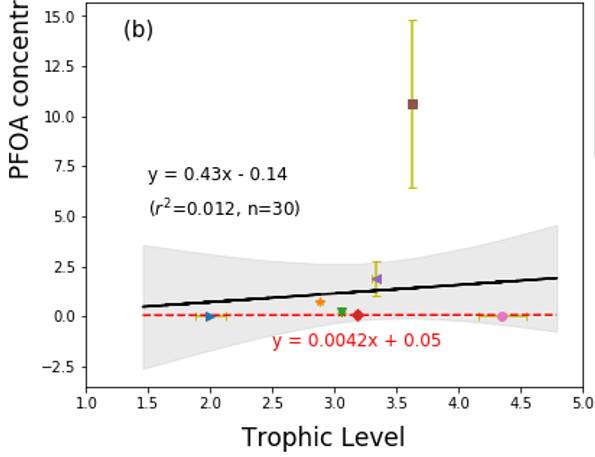 (b)
PFOA concentr
15.0
12.5
10.0
7.5
5.0
2.5
0.0
−2.5
y = 0.43x - 0.14
(r²=0.012, n=30)
y = 0.0042x + 0.05
1.0 1.5 2.0 2.5 3.0 3.5 4.0 4.5 5.0
Trophic Level